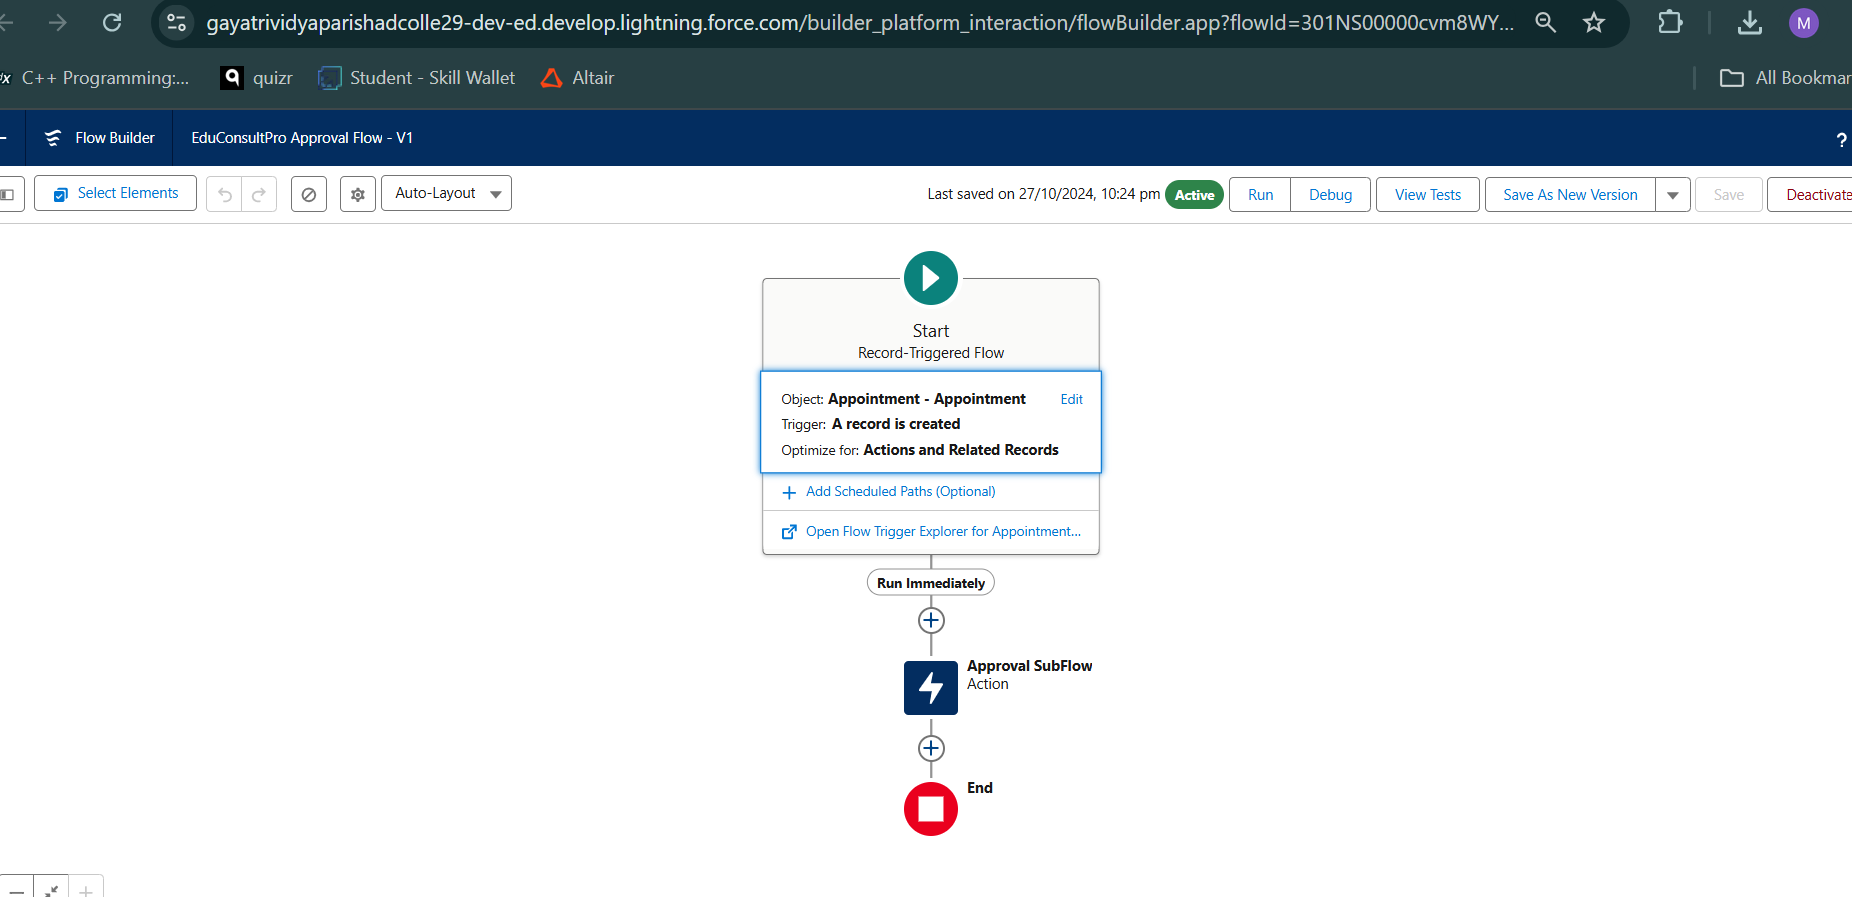 gayatrividyaparishadcolle29-dev-ed.develop.lightning.force.com/builder_platform_interaction/flowBuilder.app?flowId=301NS00000cvm8WY...
M
C++ Programming:...
quizr
Student - Skill Wallet
Altair
All Bookmar
Flow Builder
EduConsultPro Approval Flow - V1
?
Select Elements
Auto-Layout
Last saved on 27/10/2024, 10:24 pm
Active
Run
Debug
View Tests
Save As New Version
Save
Deactivate
Start
Record-Triggered Flow
Object: Appointment - Appointment
Edit
Trigger: A record is created
Optimize for: Actions and Related Records
Add Scheduled Paths (Optional)
Open Flow Trigger Explorer for Appointment...
Run Immediately
Approval SubFlow
Action
End